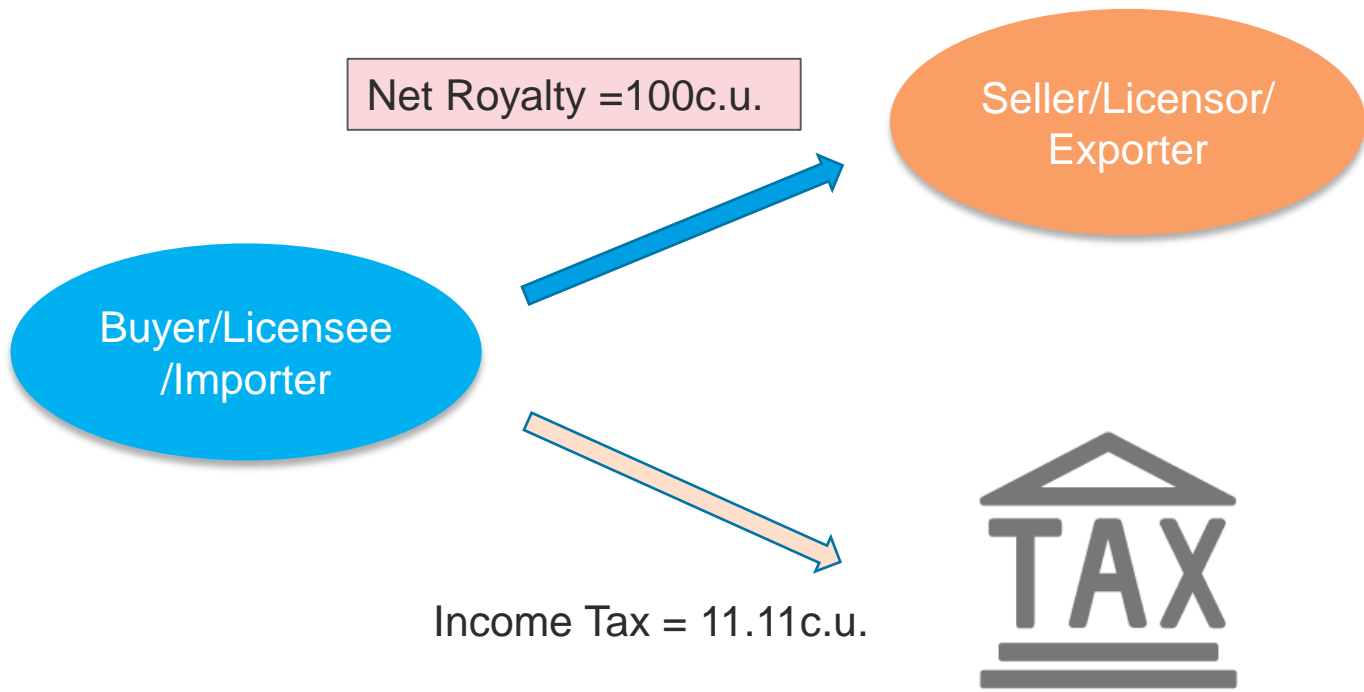 Net Royalty =100c.u.
Seller/Licensor/
Exporter
Buyer/Licensee
/Importer
Income Tax = 11.11c.u.
TAX